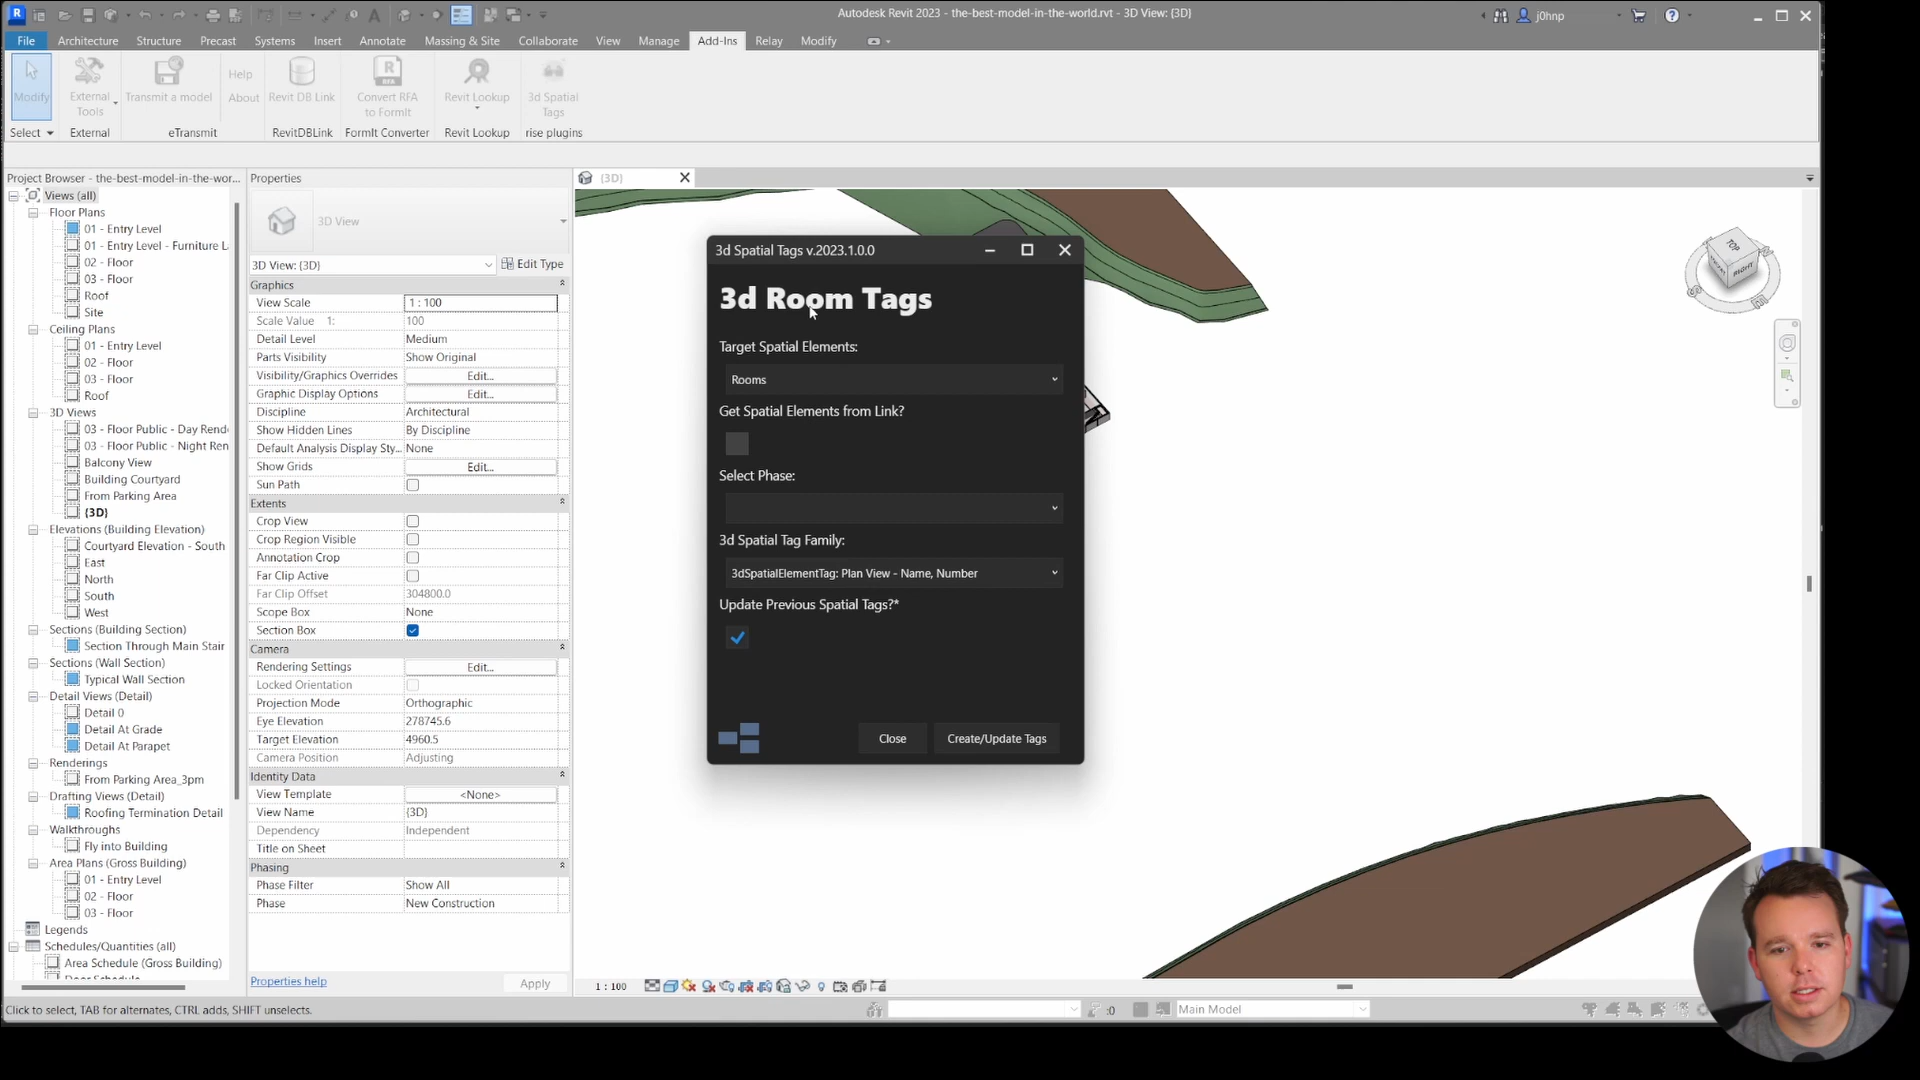 Autodesk Revit 2023 - the-best-model-in-the-world.rvt - 3D View: {3D}
j0hnp
File
Architecture
Structure
Precast
Systems
Insert
Annotate
Massing & Site
Collaborate
View
Manage
Add-Ins
Relay
Modify
Modify
External
Tools
Transmit a model
Help
About
Revit DB Link
Convert RFA
to FormIt
Revit Lookup
3d Spatial
Tags
Select
External
eTransmit
RevitDBLink
FormIt Converter
Revit Lookup
rise plugins
Project Browser - the-best-model-in-the-wor...
Views (all)
Floor Plans
01 - Entry Level
01 - Entry Level - Furniture L
02 - Floor
03 - Floor
Roof
Site
Ceiling Plans
01 - Entry Level
02 - Floor
03 - Floor
Roof
3D Views
03 - Floor Public - Day Rend
03 - Floor Public - Night Ren
Balcony View
Building Courtyard
From Parking Area
{3D}
Elevations (Building Elevation)
Courtyard Elevation - South
East
North
South
West
Sections (Building Section)
Section Through Main Stair
Sections (Wall Section)
Typical Wall Section
Detail Views (Detail)
Detail 0
Detail At Grade
Detail At Parapet
Renderings
From Parking Area_3pm
Drafting Views (Detail)
Roofing Termination Detail
Walkthroughs
Fly into Building
Area Plans (Gross Building)
01 - Entry Level
02 - Floor
03 - Floor
Legends
Schedules/Quantities (all)
Area Schedule (Gross Building)
Properties
3D View
3D View: {3D}
Edit Type
Graphics
View Scale 1 : 100
Scale Value 1: 100
Detail Level Medium
Parts Visibility Show Original
Visibility/Graphics Overrides Edit...
Graphic Display Options Edit...
Discipline Architectural
Show Hidden Lines By Discipline
Default Analysis Display Sty... None
Show Grids Edit...
Sun Path
Extents
Crop View
Crop Region Visible
Annotation Crop
Far Clip Active
Far Clip Offset 304800.0
Scope Box None
Section Box
Camera
Rendering Settings Edit...
Locked Orientation
Projection Mode Orthographic
Eye Elevation 278745.6
Target Elevation 4960.5
Camera Position Adjusting
Identity Data
View Template <None>
View Name {3D}
Dependency Independent
Title on Sheet
Phasing
Phase Filter Show All
Phase New Construction
Properties help
Apply
{3D}
3d Spatial Tags v.2023.1.0.0
3d Room Tags
Target Spatial Elements:
Rooms
Get Spatial Elements from Link?
Select Phase:
3d Spatial Tag Family:
3dSpatialElementTag: Plan View - Name, Number
Update Previous Spatial Tags?*
Close
Create/Update Tags
TOP
FRONT
RIGHT
1 : 100
Click to select, TAB for alternates, CTRL adds, SHIFT unselects.
:0
Main Model